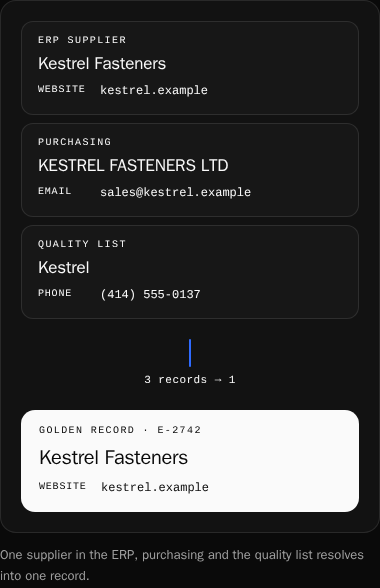 ERP SUPPLIER
Kestrel Fasteners
WEBSITE kestrel.example
PURCHASING
KESTREL FASTENERS LTD
EMAIL sales@kestrel.example
QUALITY LIST
Kestrel
PHONE (414) 555-0137
3 records → 1
GOLDEN RECORD · E-2742
Kestrel Fasteners
WEBSITE kestrel.example
One supplier in the ERP, purchasing and the quality list resolves
into one record.